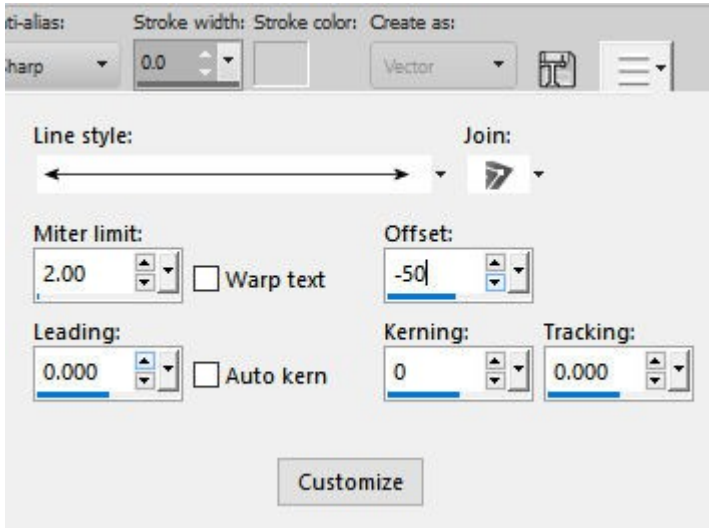 ti-alias: Stroke width: Stroke color: Create as:
harp 0.0 Vector
Line style: Join:
Miter limit: Offset:
2.00 Warp text -50
Leading: Kerning: Tracking:
0.000 Auto kern 0 0.000
Customize